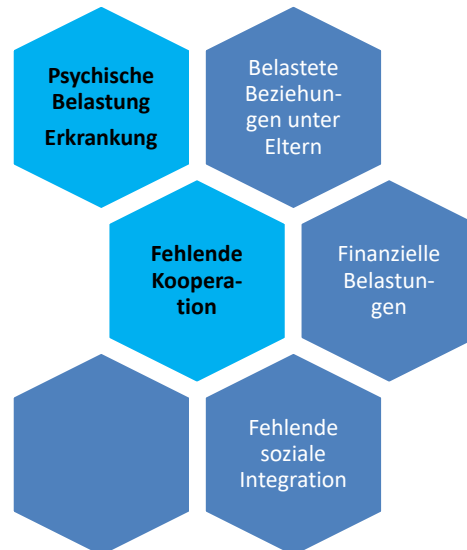 Psychische
Belastung
Erkrankung
Belastete
Beziehun-
gen unter
Eltern
Fehlende
Koopera-
tion
Finanzielle
Belastun-
gen
Fehlende
soziale
Integration